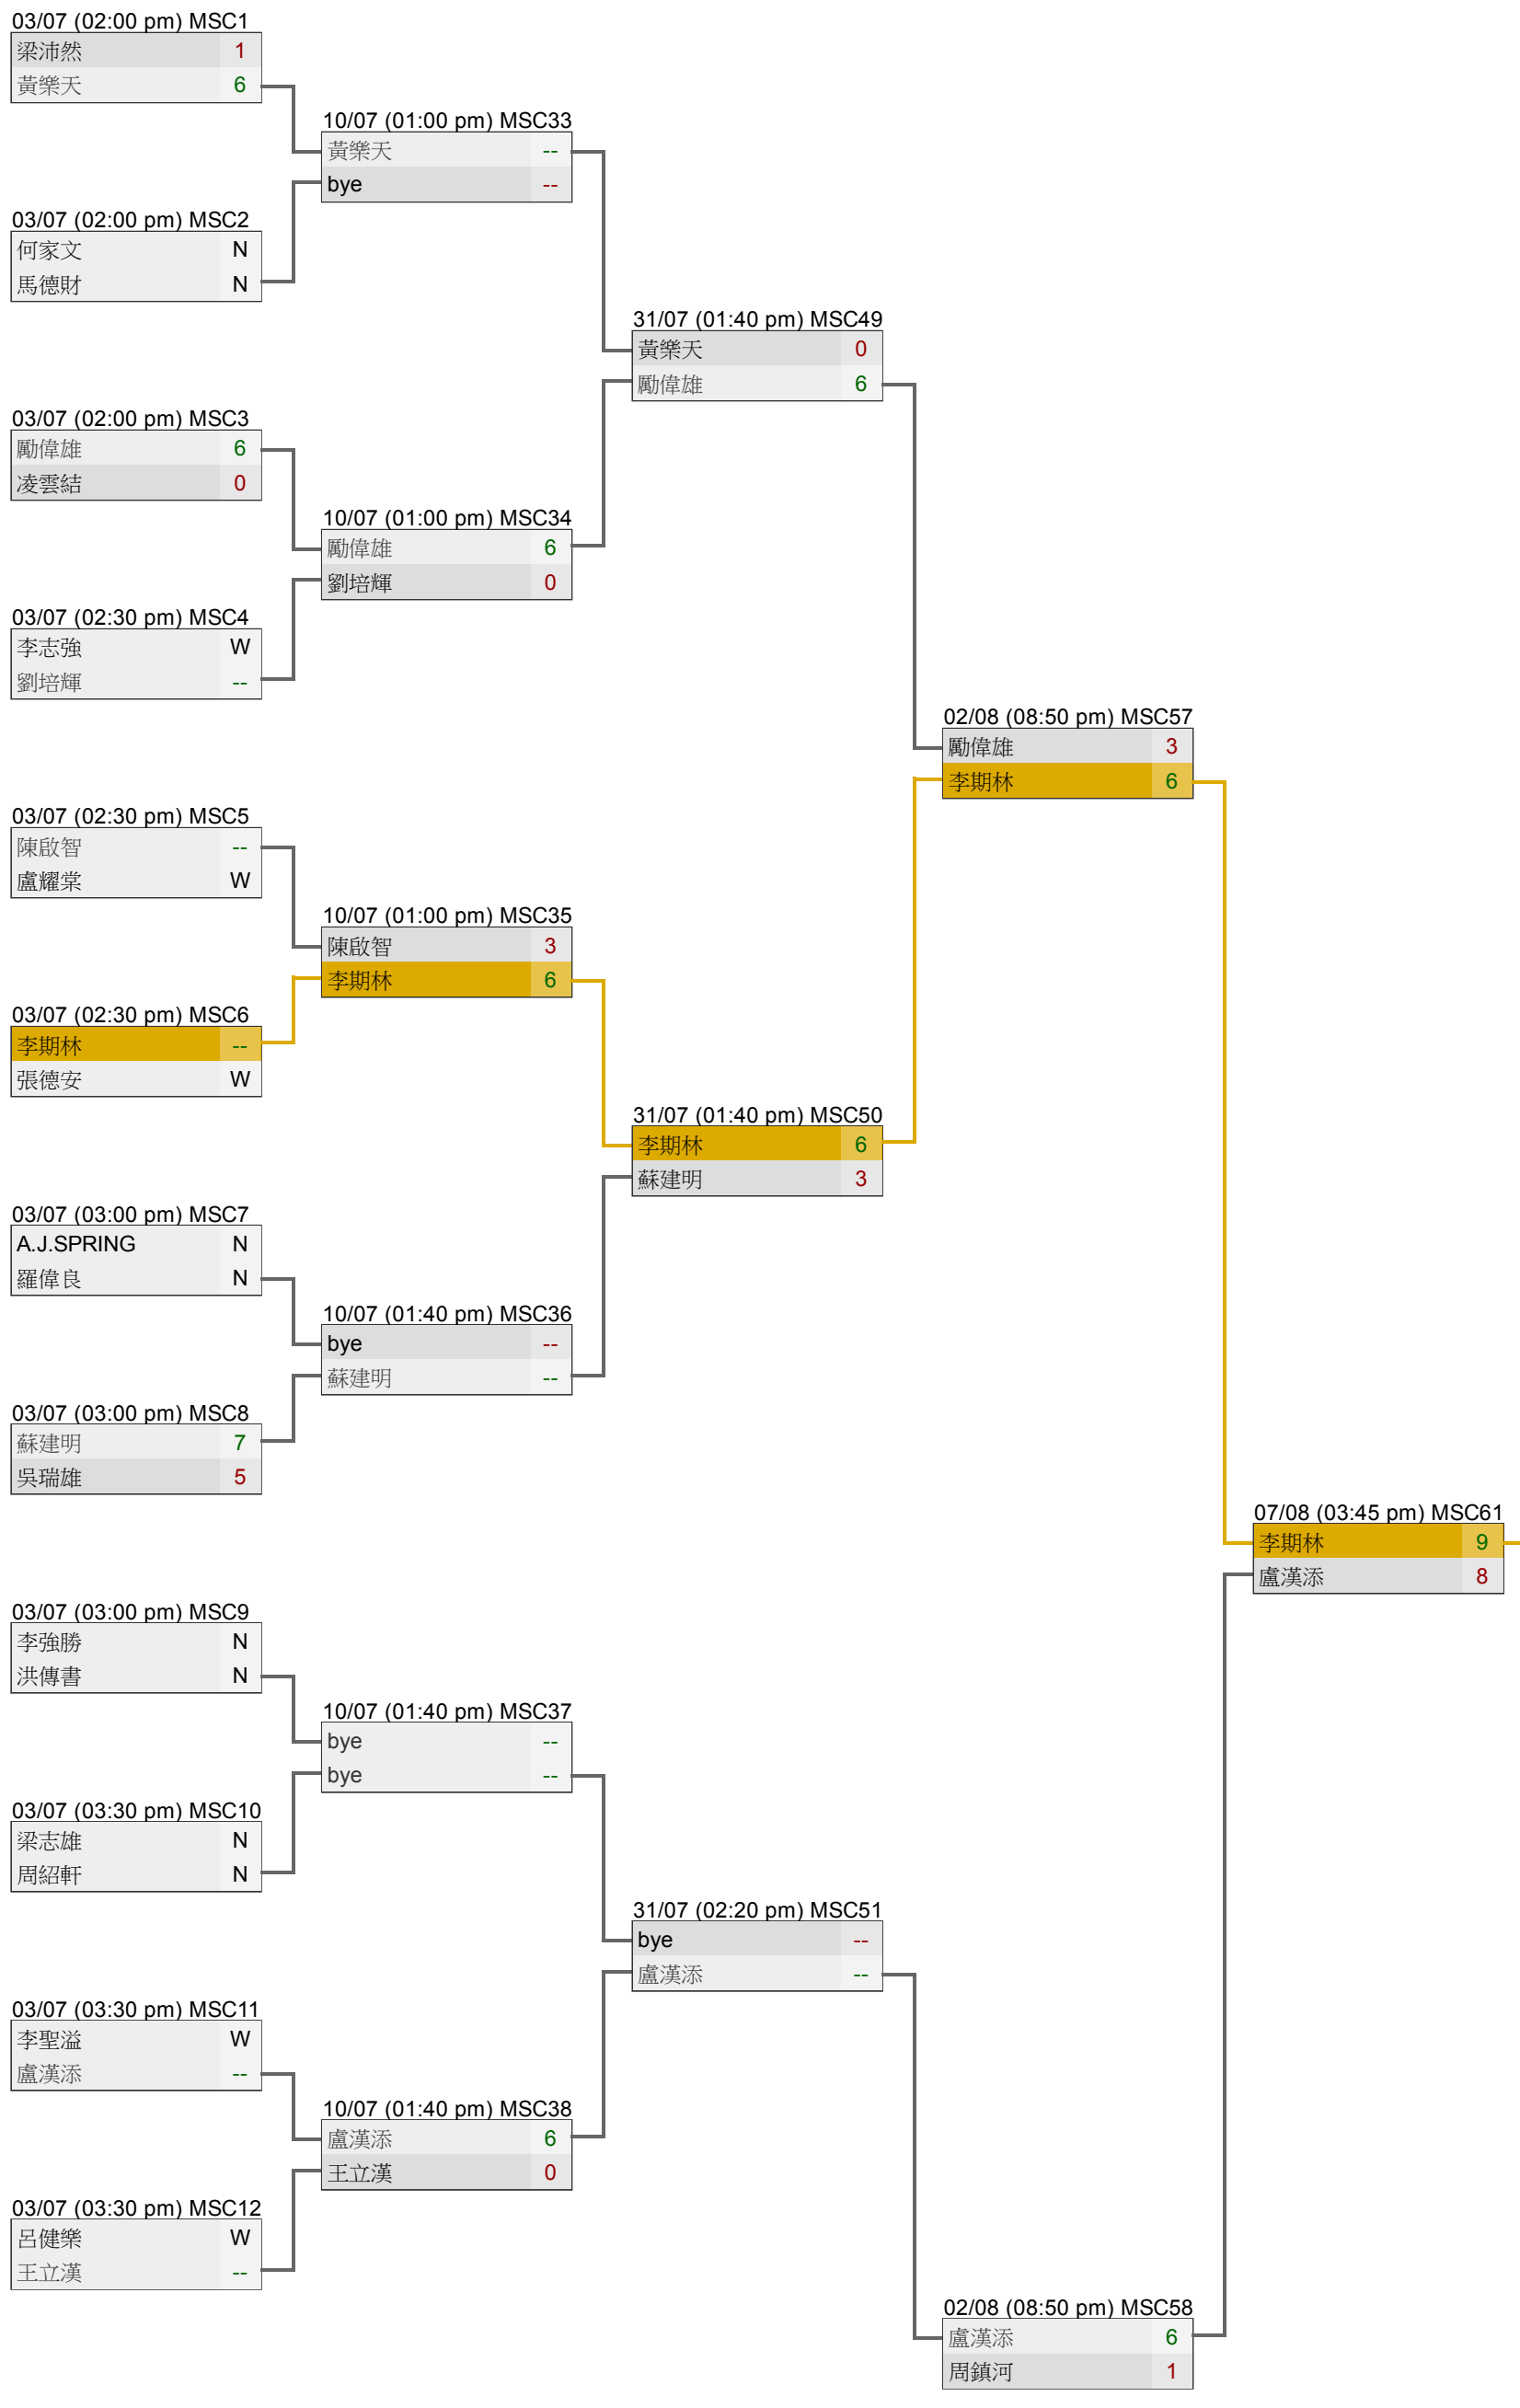 03/07 (02:00 pm) MSC1
梁沛然 1
黃樂天 6
03/07 (02:00 pm) MSC2
何家文 N
馬德財 N
03/07 (02:00 pm) MSC3
勵偉雄 6
凌雲結 0
03/07 (02:30 pm) MSC4
李志強 W
劉培輝 --
03/07 (02:30 pm) MSC5
陳啟智 --
盧耀棠 W
03/07 (02:30 pm) MSC6
李期林 --
張德安 W
03/07 (03:00 pm) MSC7
A.J.SPRING N
羅偉良 N
03/07 (03:00 pm) MSC8
蘇建明 7
吳瑞雄 5
03/07 (03:00 pm) MSC9
李強勝 N
洪傳書 N
03/07 (03:30 pm) MSC10
梁志雄 N
周紹軒 N
03/07 (03:30 pm) MSC11
李聖溢 W
盧漢添 --
03/07 (03:30 pm) MSC12
呂健樂 W
王立漢 --
10/07 (01:00 pm) MSC33
黃樂天 --
bye --
10/07 (01:00 pm) MSC34
勵偉雄 6
劉培輝 0
10/07 (01:00 pm) MSC35
陳啟智 3
李期林 6
10/07 (01:40 pm) MSC36
bye --
蘇建明 --
10/07 (01:40 pm) MSC37
bye --
bye --
10/07 (01:40 pm) MSC38
盧漢添 6
王立漢 0
31/07 (01:40 pm) MSC49
黃樂天 0
勵偉雄 6
31/07 (01:40 pm) MSC50
李期林 6
蘇建明 3
31/07 (02:20 pm) MSC51
bye --
盧漢添 --
02/08 (08:50 pm) MSC57
勵偉雄 3
李期林 6
02/08 (08:50 pm) MSC58
盧漢添 6
周鎮河 1
07/08 (03:45 pm) MSC61
李期林 9
盧漢添 8